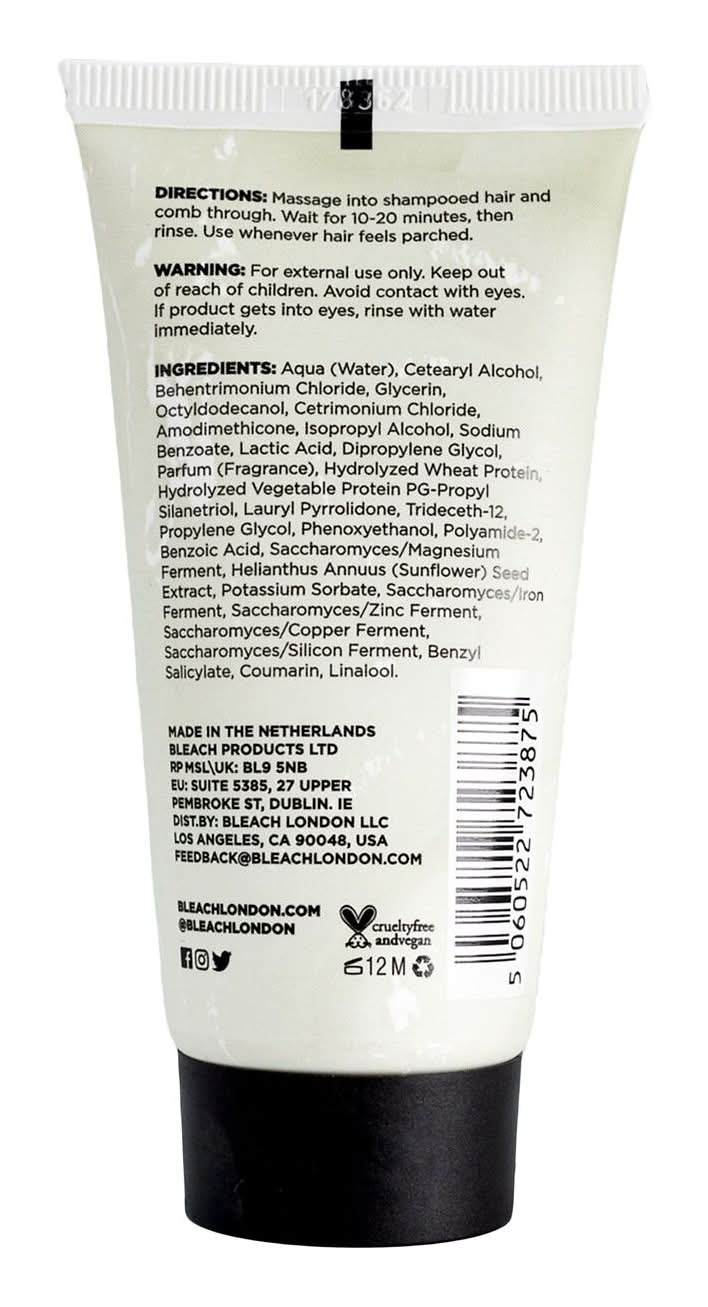 178362
DIRECTIONS: Massage into shampooed hair and
comb through. Wait for 10-20 minutes, then
rinse. Use whenever hair feels parched.
WARNING: For external use only. Keep out
of reach of children. Avoid contact with eyes.
If product gets into eyes, rinse with water
immediately.
INGREDIENTS: Aqua (Water), Cetearyl Alcohol,
Behentrimonium Chloride, Glycerin,
Octyldodecanol, Cetrimonium Chloride,
Amodimethicone, Isopropyl Alcohol, Sodium
Benzoate, Lactic Acid, Dipropylene Glycol,
Parfum (Fragrance), Hydrolyzed Wheat Protein,
Hydrolyzed Vegetable Protein PG-Propyl
Silanetriol, Lauryl Pyrrolidone, Trideceth-12,
Propylene Glycol, Phenoxyethanol, Polyamide-2,
Benzoic Acid, Saccharomyces/Magnesium
Ferment, Helianthus Annuus (Sunflower) Seed
Extract, Potassium Sorbate, Saccharomyces/Iron
Ferment, Saccharomyces/Zinc Ferment,
Saccharomyces/Copper Ferment,
Saccharomyces/Silicon Ferment, Benzyl
Salicylate, Coumarin, Linalool.
MADE IN THE NETHERLANDS
BLEACH PRODUCTS LTD
RP MSL\UK: BL9 5NB
EU: SUITE 5385, 27 UPPER
PEMBROKE ST, DUBLIN. IE
DIST.BY: BLEACH LONDON LLC
LOS ANGELES, CA 90048, USA
FEEDBACK@BLEACHLONDON.COM
BLEACHLONDON.COM
@BLEACHLONDON
crueltyfree
andvegan
12 M
5 060522 723875